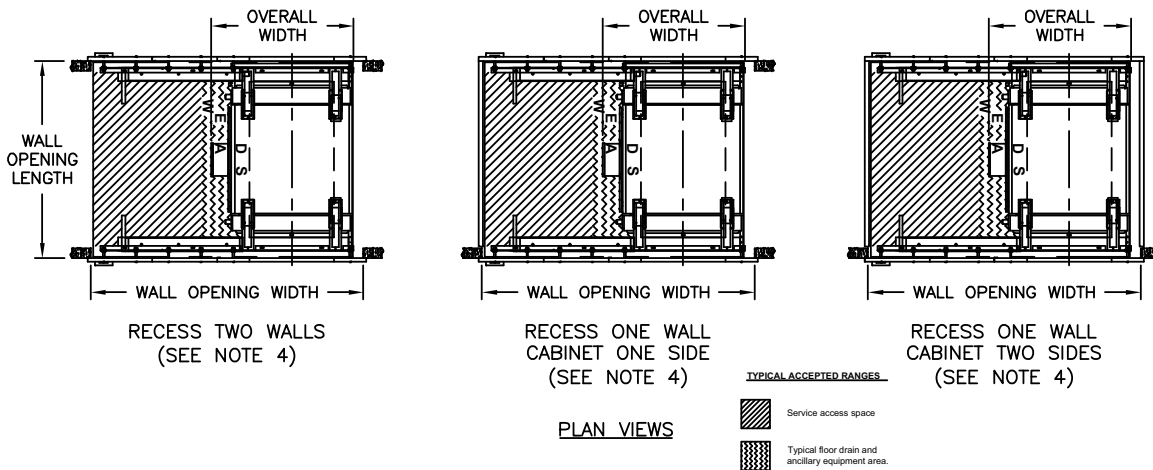 OVERALL
WIDTH
OVERALL
WIDTH
OVERALL
WIDTH
WALL
OPENING
LENGTH
W
E
A
D
S
W
E
A
D
S
W
E
A
D
S
WALL OPENING WIDTH
WALL OPENING WIDTH
WALL OPENING WIDTH
RECESS TWO WALLS
(SEE NOTE 4)
RECESS ONE WALL
CABINET ONE SIDE
(SEE NOTE 4)
RECESS ONE WALL
CABINET TWO SIDES
(SEE NOTE 4)
PLAN VIEWS
TYPICAL ACCEPTED RANGES
Service access space
Typical floor drain and
ancillary equipment area.